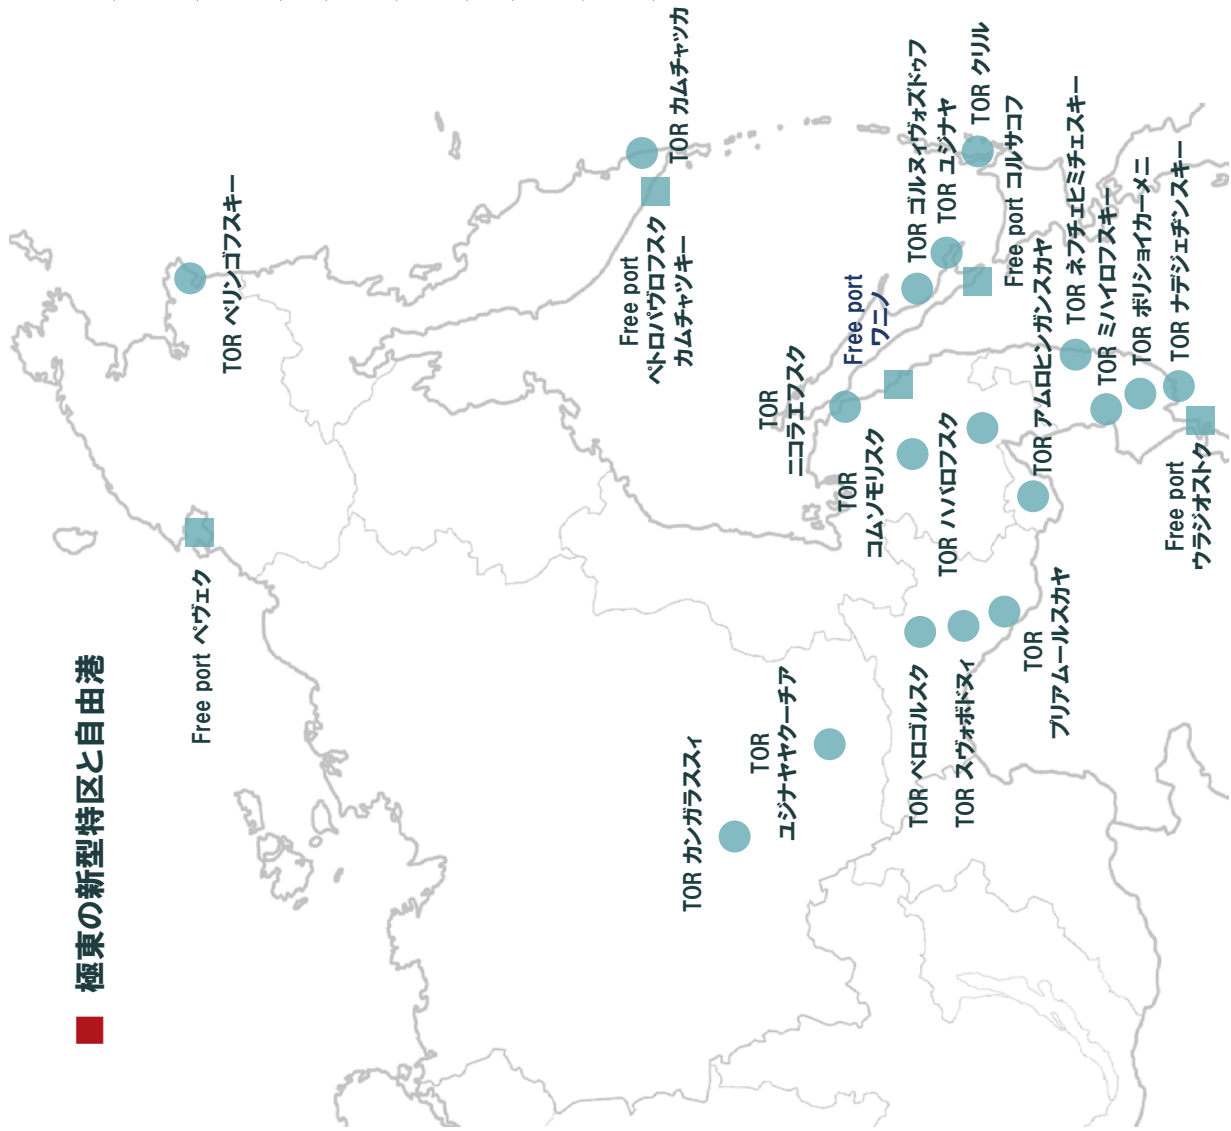 極東の新型特区と自由港
Free port ペヴェク
TOR ベリンゴフスキー
TOR カムチャッカ
Free port
ペトロパヴロフスク
カムチャツキー
TOR カンガラススィ
TOR
ユジナヤヤクーチア
TOR
ニコラエフスク
Free port
ワニノ
TOR
コムソモリスク
TOR ゴルヌィヴォズドゥフ
TOR ユジナヤ
TOR クリル
Free port コルサコフ
TOR ハバロフスク
TOR ベロゴルスク
TOR スヴォボドヌィ
TOR
プリアムールスカヤ
TOR アムロヒンガンスカヤ
TOR ネフチェヒミチェスキー
TOR ミハイロフスキー
TOR ボリショイカーメニ
TOR ナデジェヂンスキー
Free port
ウラジオストク